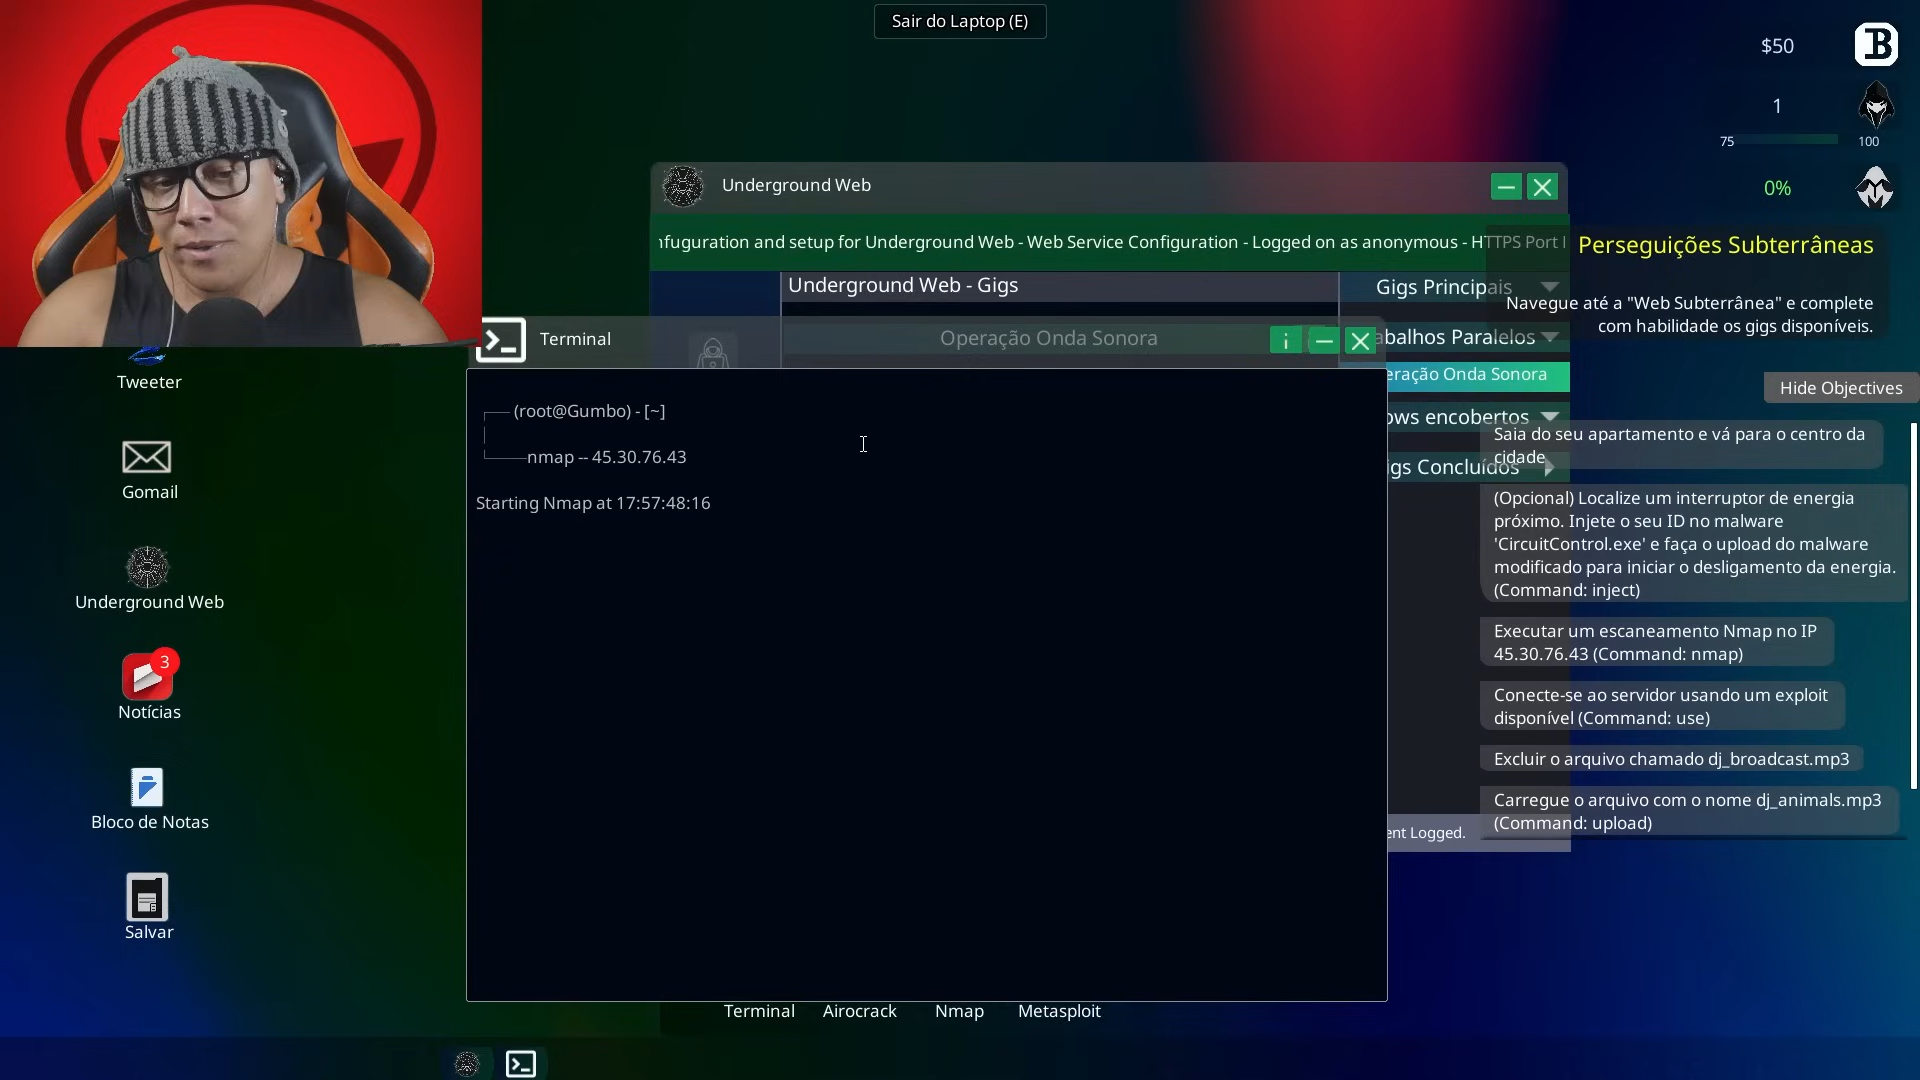 Sair do Laptop (E)
$50
1
75
100
0%
Underground Web
nfuguration and setup for Underground Web - Web Service Configuration - Logged on as anonymous - HTTPS Port
Perseguições Subterrâneas
Navegue até a "Web Subterrânea" e complete
com habilidade os gigs disponíveis.
Underground Web - Gigs
Gigs Principais
Operação Onda Sonora
abalhos Paralelos
eração Onda Sonora
ows encobertos
igs Concluídos
Hide Objectives
Saia do seu apartamento e vá para o centro da
cidade
(Opcional) Localize um interruptor de energia
próximo. Injete o seu ID no malware
'CircuitControl.exe' e faça o upload do malware
modificado para iniciar o desligamento da energia.
(Command: inject)
Executar um escaneamento Nmap no IP
45.30.76.43 (Command: nmap)
Conecte-se ao servidor usando um exploit
disponível (Command: use)
Excluir o arquivo chamado dj_broadcast.mp3
Carregue o arquivo com o nome dj_animals.mp3
(Command: upload)
ent Logged.
Terminal
i
(root@Gumbo) - [~]
nmap -- 45.30.76.43
Starting Nmap at 17:57:48:16
Tweeter
Gomail
Underground Web
3
Notícias
Bloco de Notas
Salvar
Terminal
Airocrack
Nmap
Metasploit